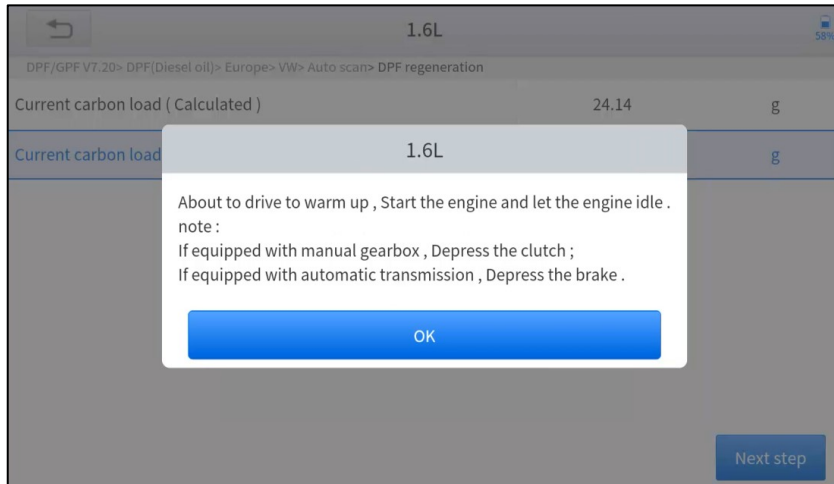 1.6L
58%
DPF/GPF V7.20> DPF(Diesel oil)> Europe> VW> Auto scan> DPF regeneration
Current carbon load ( Calculated ) 24.14 g
Current carbon load g
1.6L
About to drive to warm up , Start the engine and let the engine idle .
note :
If equipped with manual gearbox , Depress the clutch ;
If equipped with automatic transmission , Depress the brake .
OK
Next step